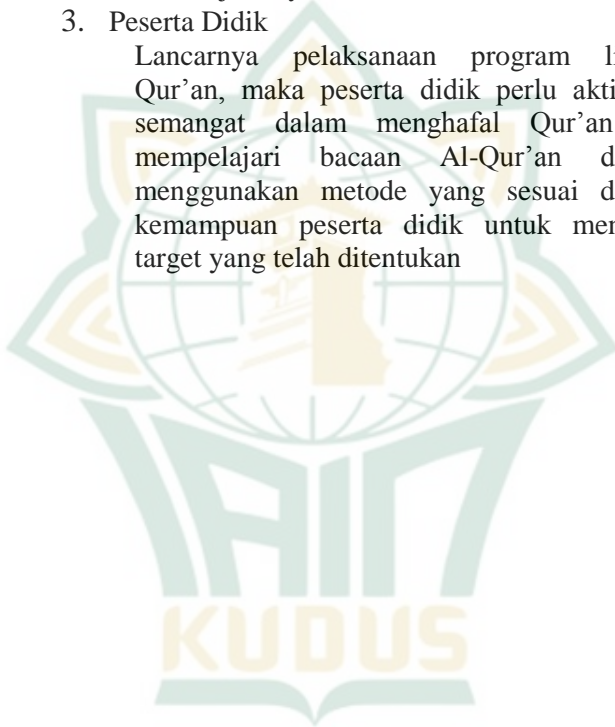 3. Peserta Didik
Lancarnya pelaksanaan program
Qur’an, maka peserta didik perlu
semangat dalam menghafal Qur’an
mempelajari bacaan Al-Qur’an
menggunakan metode yang sesuai
kemampuan peserta didik untuk
target yang telah ditentukan
IAIN
KUDUS